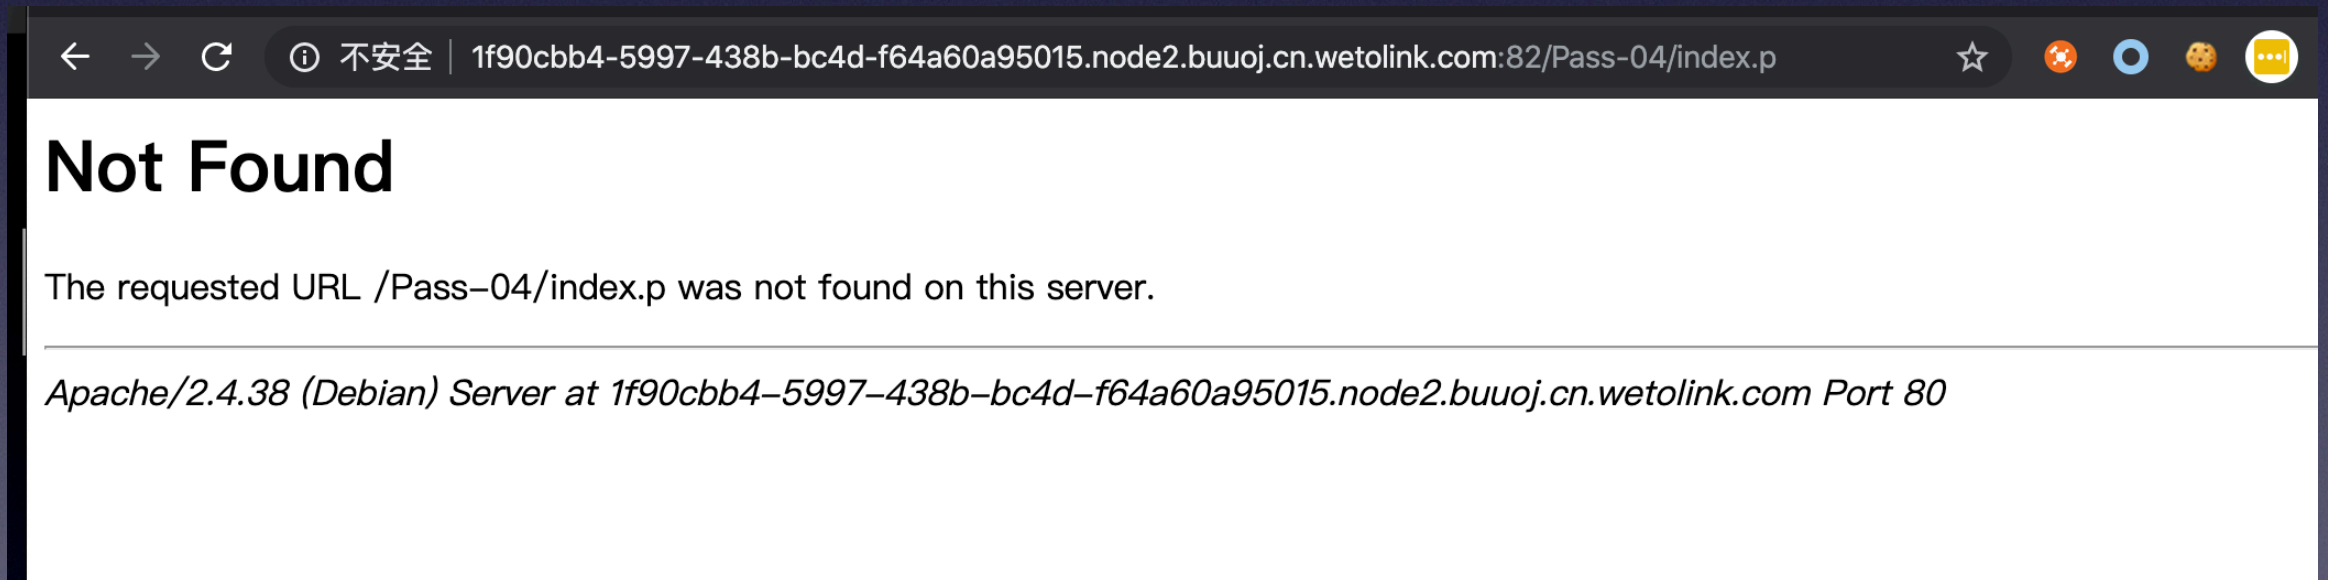 不安全 1f90cbb4-5997-438b-bc4d-f64a60a95015.node2.buuoj.cn.wetolink.com:82/Pass-04/index.p
Not Found
The requested URL /Pass-04/index.p was not found on this server.
Apache/2.4.38 (Debian) Server at 1f90cbb4-5997-438b-bc4d-f64a60a95015.node2.buuoj.cn.wetolink.com Port 80